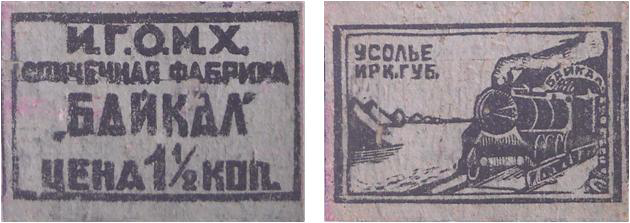 И.Г.О.М.Х.
СПИЧЕЧНАЯ ФАБРИКА
„БАЙКАЛ"
ЦЕНА 1½ КОП.
УСОЛЬЕ
ИРК. ГУБ.
БАЙКАЛ